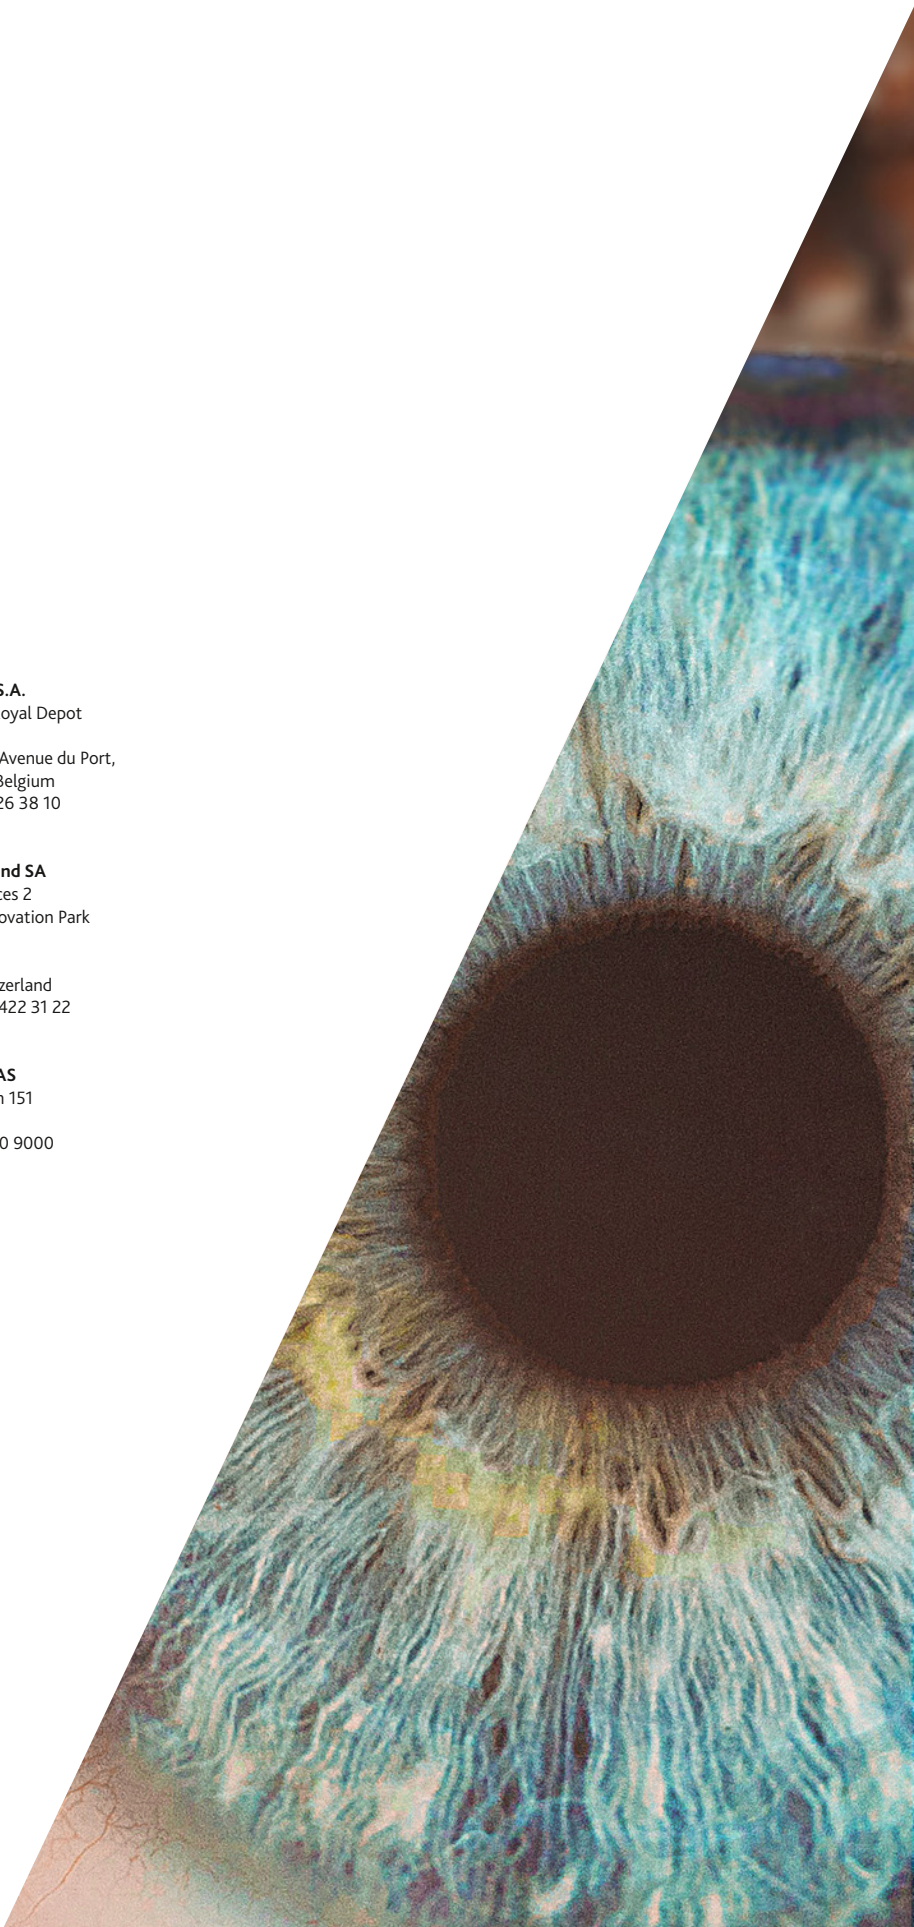 S.A.
oyal Depot
Avenue du Port,
Belgium
26 38 10
nd SA
ces 2
ovation Park
zerland
422 31 22
AS
n 151
0 9000